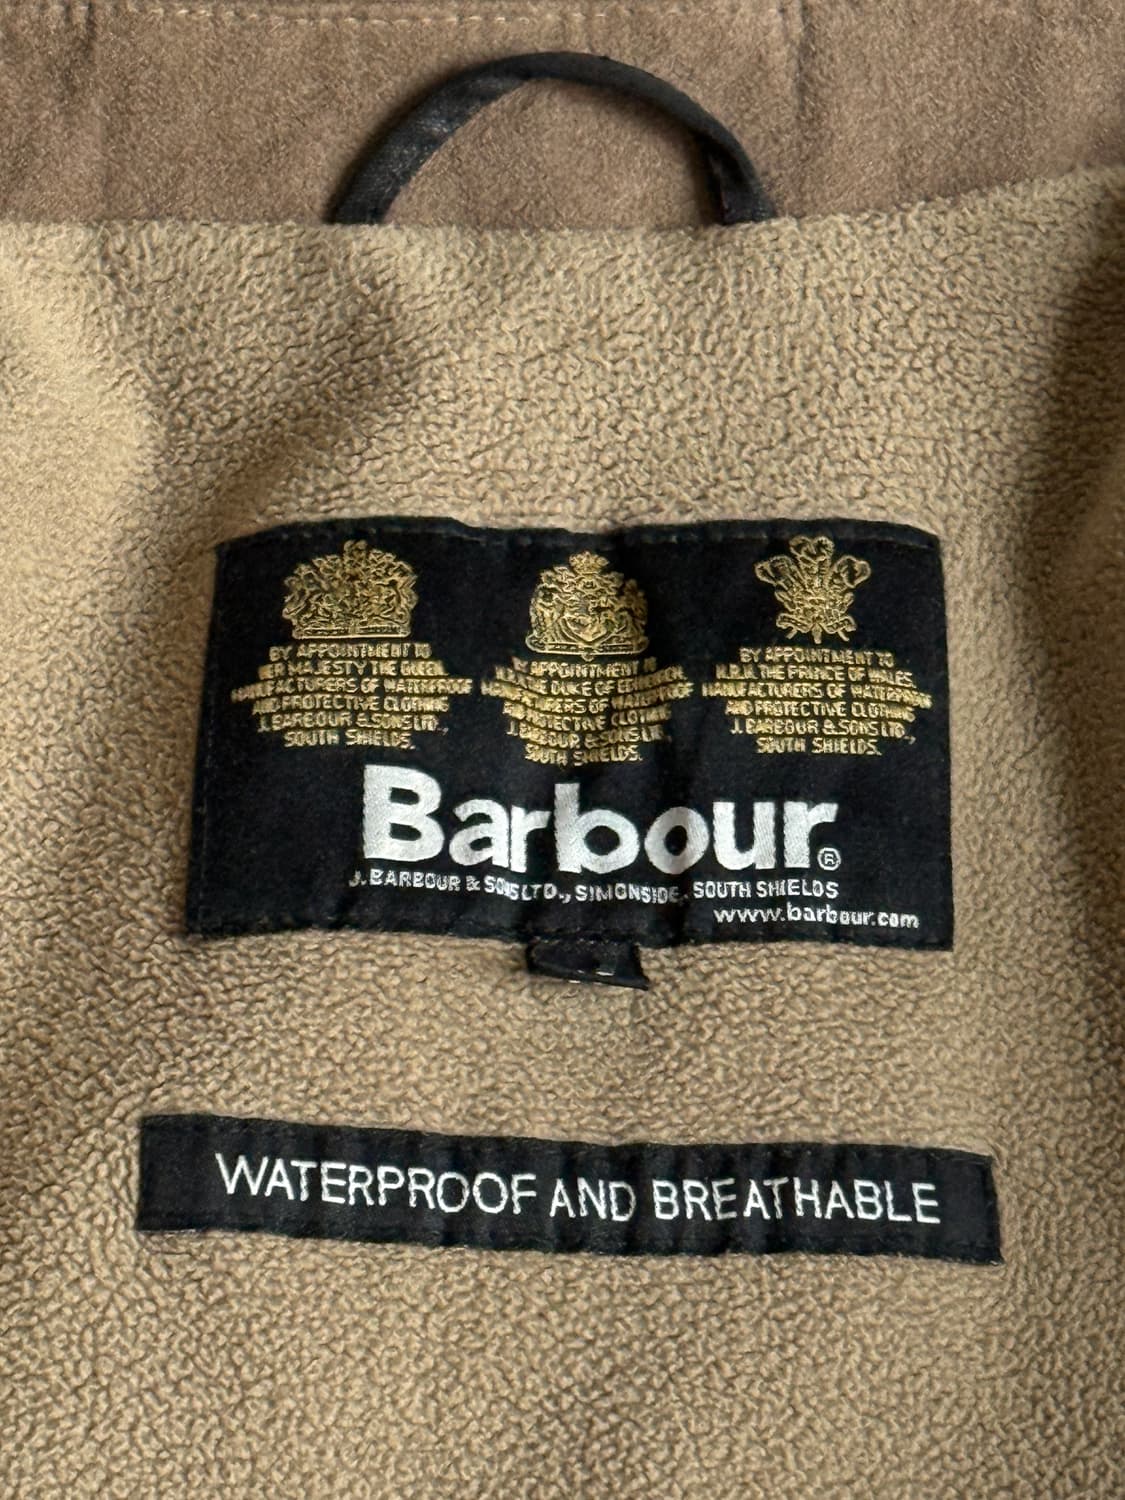 BY APPOINTMENT TO
HER MAJESTY THE QUEEN
MANUFACTURERS OF WATERPROOF
AND PROTECTIVE CLOTHING
J. BARBOUR & SONS LTD.,
SOUTH SHIELDS.
BY APPOINTMENT TO
H.R.H. THE DUKE OF EDINBURGH
MANUFACTURERS OF WATERPROOF
AND PROTECTIVE CLOTHING
J. BARBOUR & SONS LTD.,
SOUTH SHIELDS.
BY APPOINTMENT TO
H.R.H. THE PRINCE OF WALES
MANUFACTURERS OF WATERPROOF
AND PROTECTIVE CLOTHING
J. BARBOUR & SONS LTD.,
SOUTH SHIELDS.
Barbour®
J. BARBOUR & SONS LTD., SIMONSIDE, SOUTH SHIELDS
www.barbour.com
WATERPROOF AND BREATHABLE